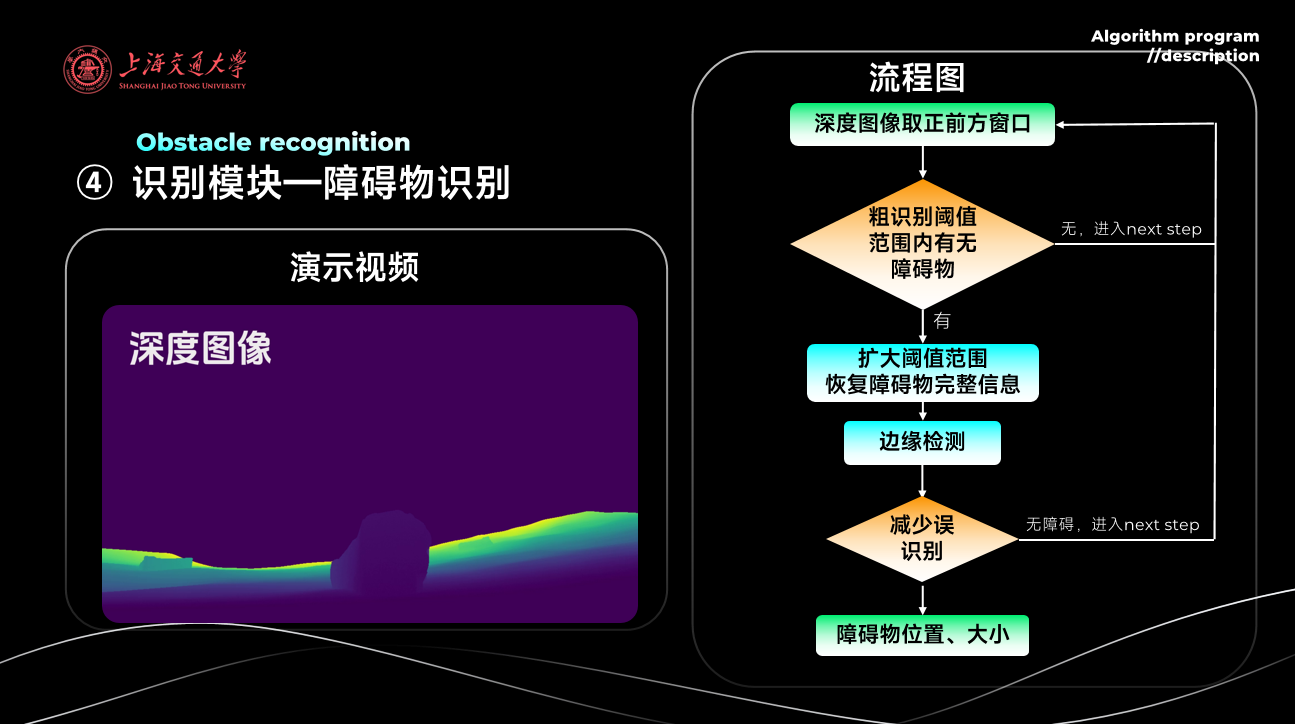 Algorithm program
//description
上海交通大学
SHANGHAI JIAO TONG UNIVERSITY
Obstacle recognition
④ 识别模块—障碍物识别
演示视频
深度图像
流程图
深度图像取正前方窗口
粗识别阈值
范围内有无
障碍物
无，进入next step
有
扩大阈值范围
恢复障碍物完整信息
边缘检测
减少误
识别
无障碍，进入next step
障碍物位置、大小